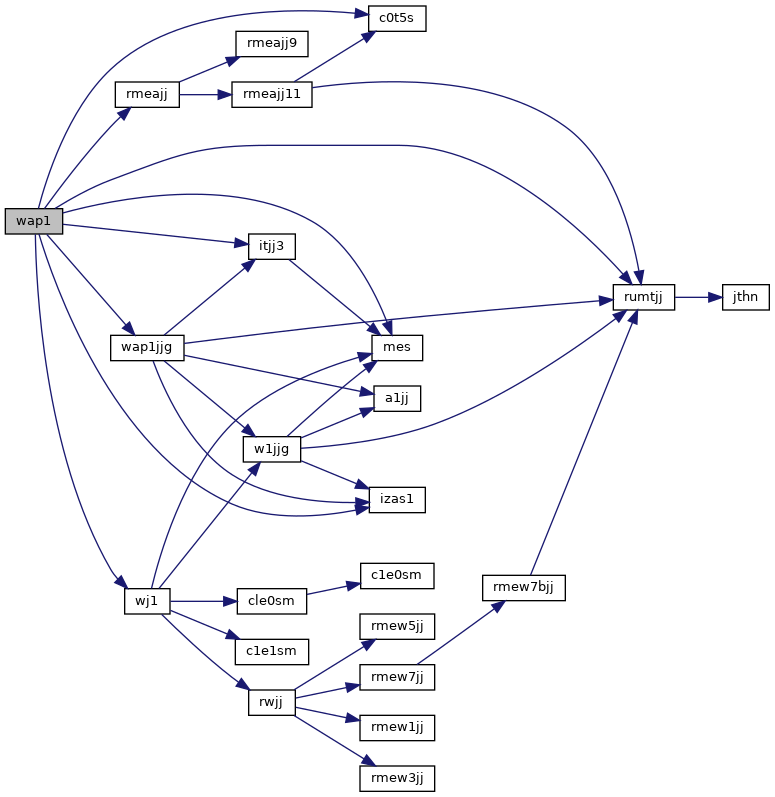 c0t5s
rmeajj9
rmeajj
rmeajj11
wap1
itjj3
rumtjj
jthn
wap1jjg
mes
a1jj
w1jjg
izas1
c1e0sm
rmew7bjj
wj1
cle0sm
rmew5jj
c1e1sm
rmew7jj
rwjj
rmew1jj
rmew3jj